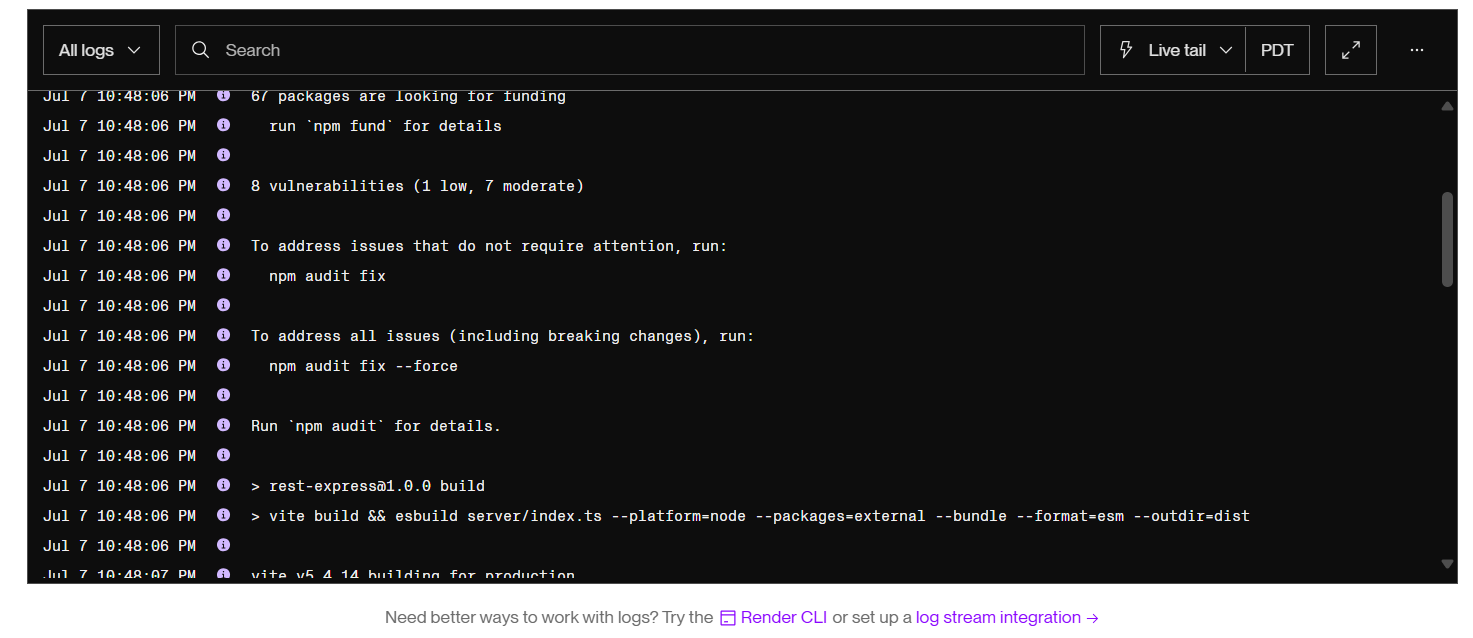 All logs
Search
Live tail
PDT
Jul 7 10:48:06 PM 67 packages are looking for funding
Jul 7 10:48:06 PM run `npm fund` for details
Jul 7 10:48:06 PM
Jul 7 10:48:06 PM 8 vulnerabilities (1 low, 7 moderate)
Jul 7 10:48:06 PM
Jul 7 10:48:06 PM To address issues that do not require attention, run:
Jul 7 10:48:06 PM npm audit fix
Jul 7 10:48:06 PM
Jul 7 10:48:06 PM To address all issues (including breaking changes), run:
Jul 7 10:48:06 PM npm audit fix --force
Jul 7 10:48:06 PM
Jul 7 10:48:06 PM Run `npm audit` for details.
Jul 7 10:48:06 PM
Jul 7 10:48:06 PM > rest-express@1.0.0 build
Jul 7 10:48:06 PM > vite build && esbuild server/index.ts --platform=node --packages=external --bundle --format=esm --outdir=dist
Jul 7 10:48:06 PM
Jul 7 10:48:07 PM vite v5.4.14 building for production
Need better ways to work with logs? Try the Render CLI or set up a log stream integration →